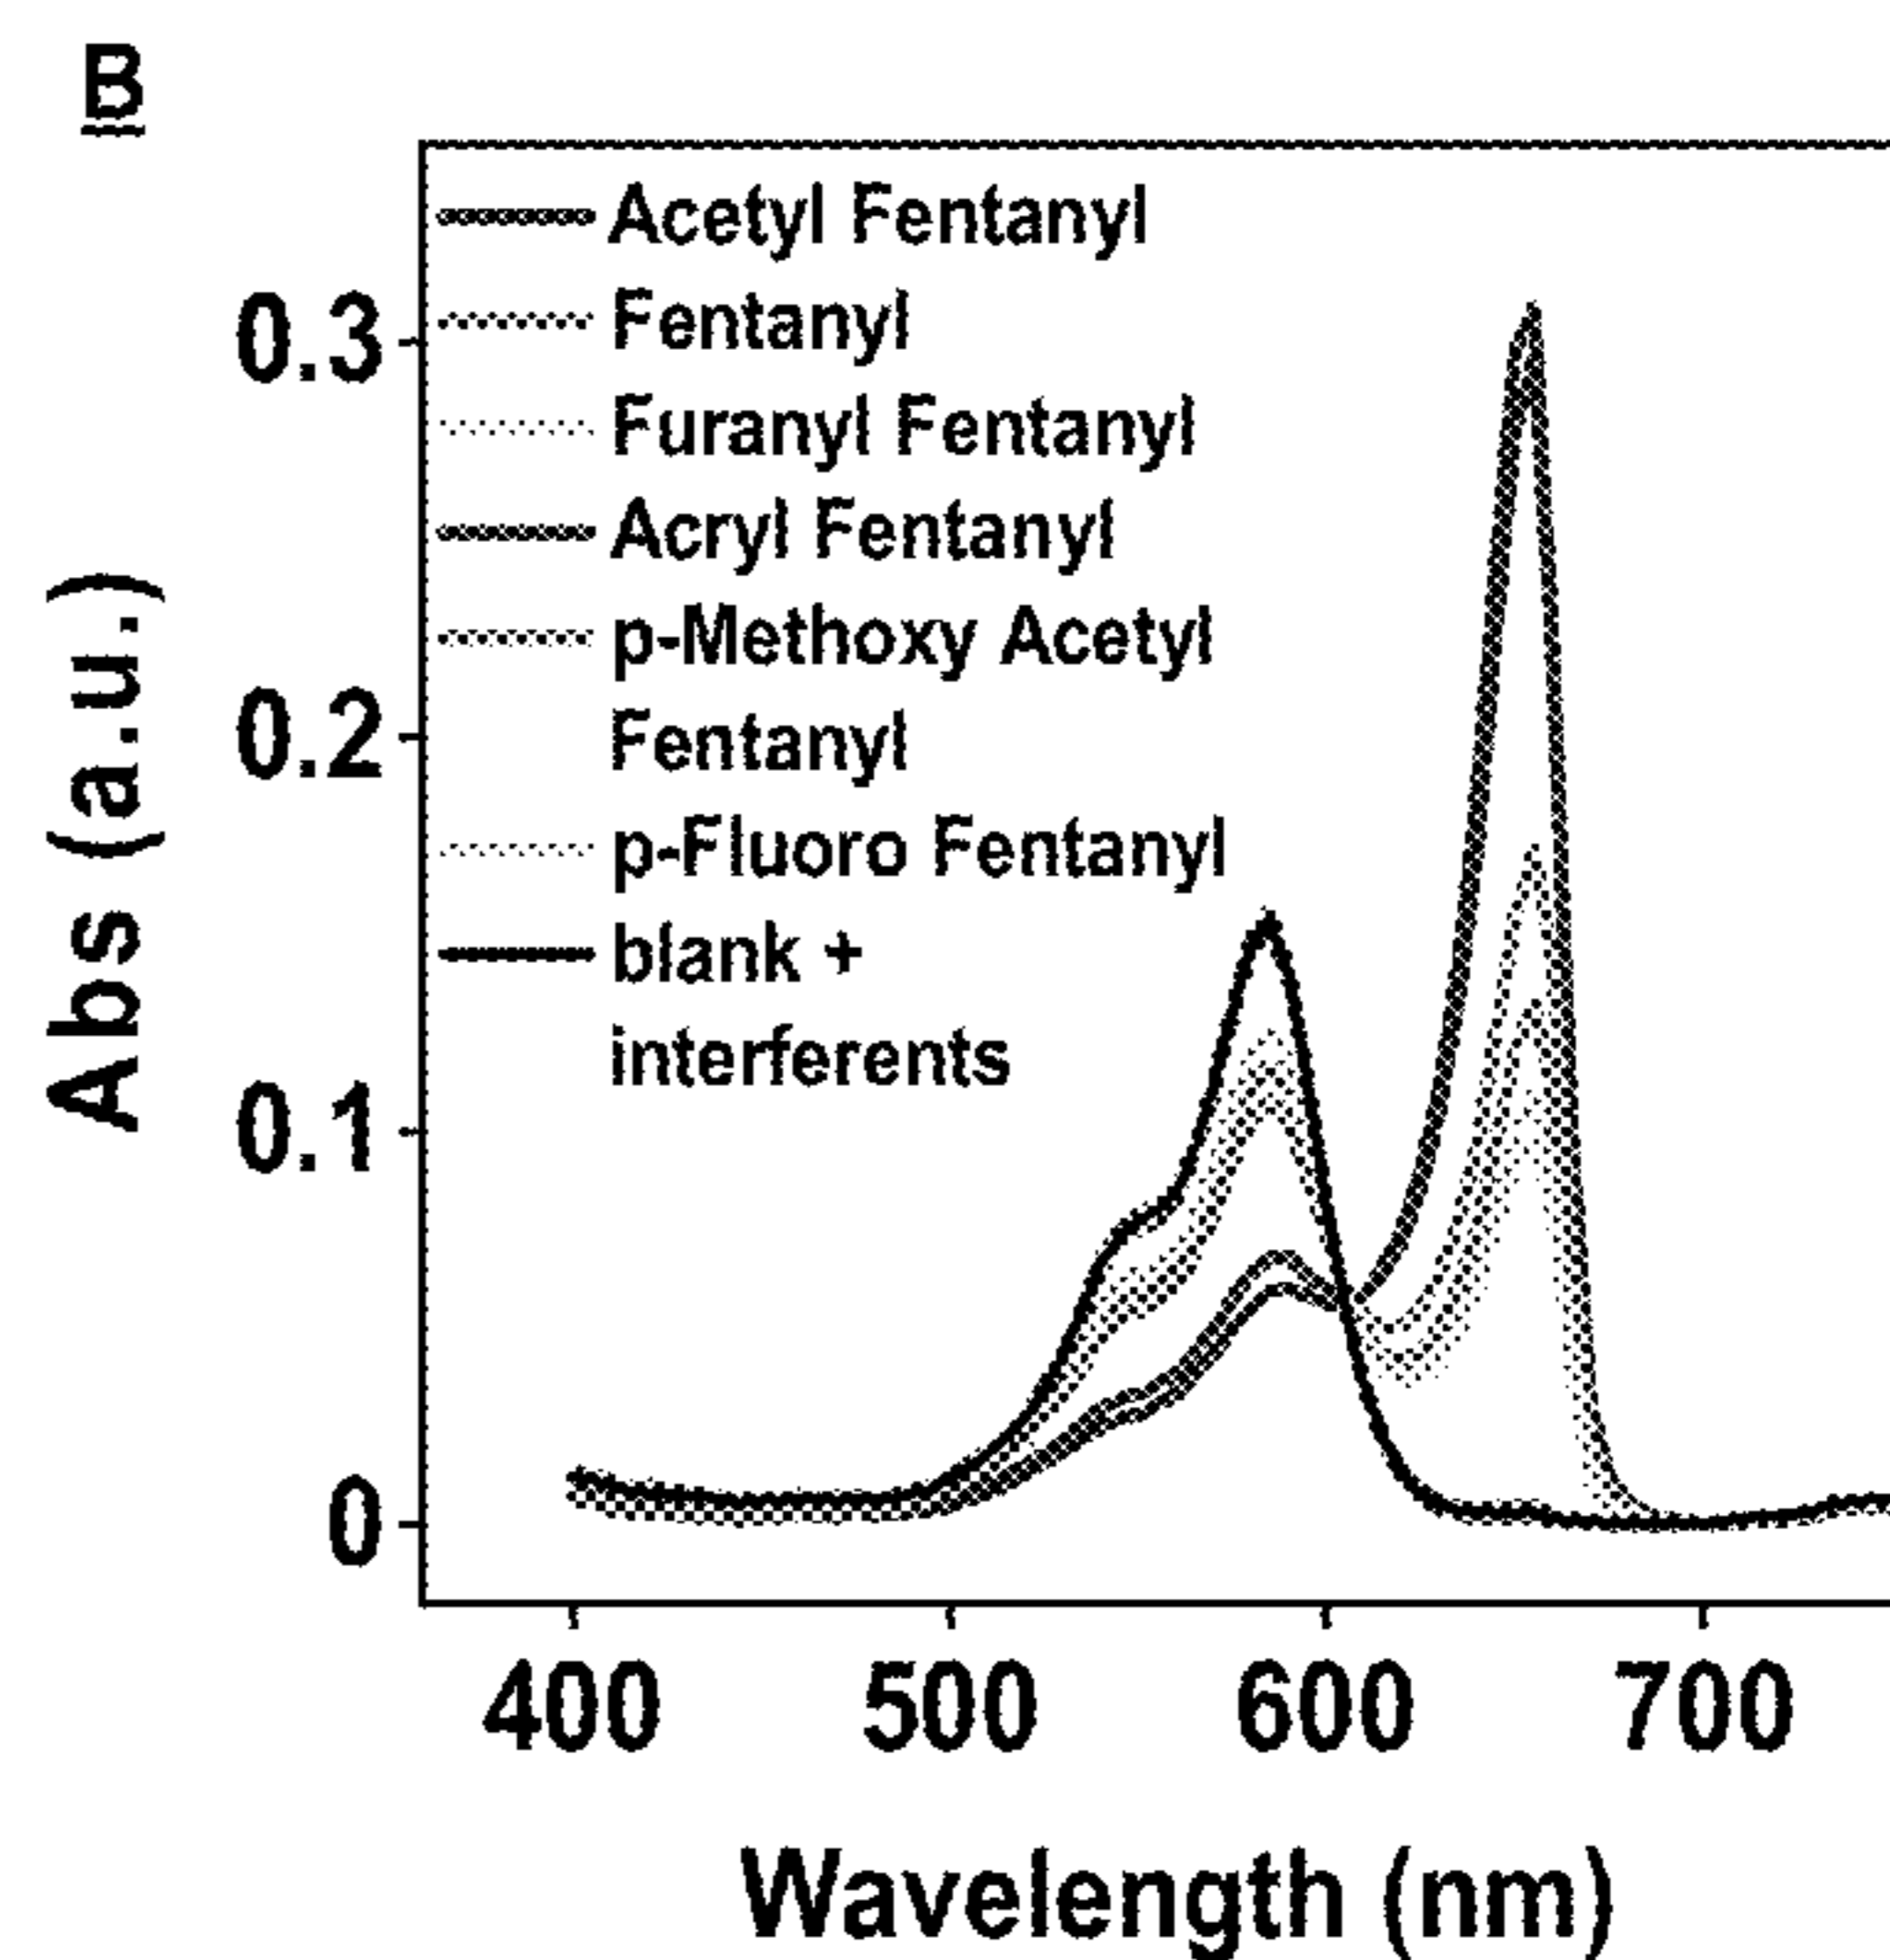 B
Acetyl Fentanyl
Fentanyl
Furanyl Fentanyl
Acryl Fentanyl
p-Methoxy Acetyl
Fentanyl
p-Fluoro Fentanyl
blank +
interferents
0.3
0.2
0.1
0
Abs (a.u.)
400 500 600 700
Wavelength (nm)